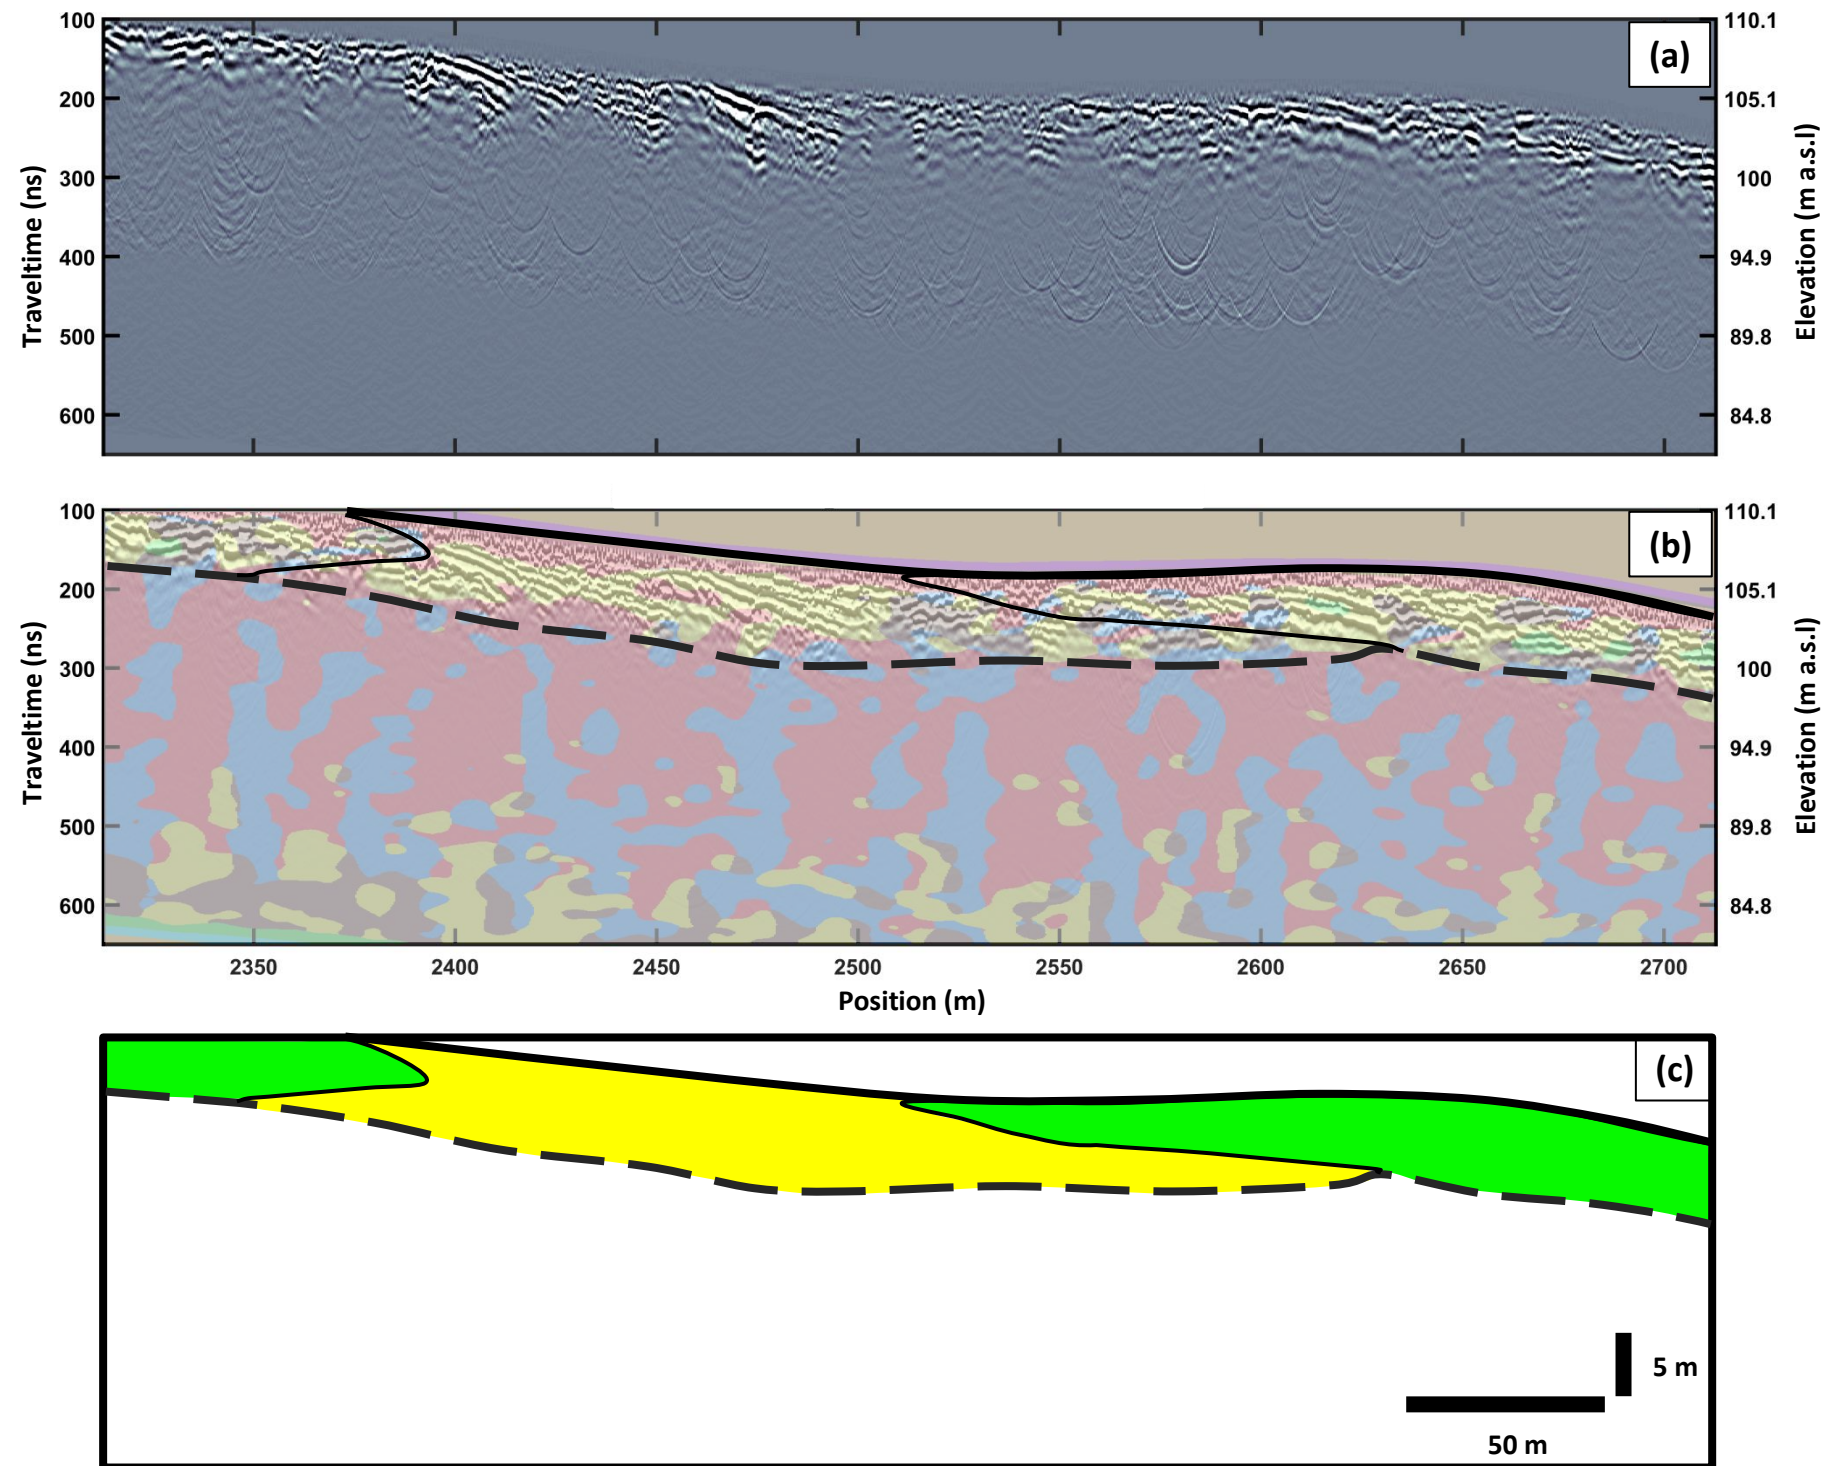 (a)
100
200
300
400
500
600
Traveltime (ns)
110.1
105.1
100
94.9
89.8
84.8
Elevation (m a.s.l)
(b)
100
200
300
400
500
600
Traveltime (ns)
110.1
105.1
100
94.9
89.8
84.8
Elevation (m a.s.l)
2350 2400 2450 2500 2550 2600 2650 2700
Position (m)
(c)
5 m
50 m